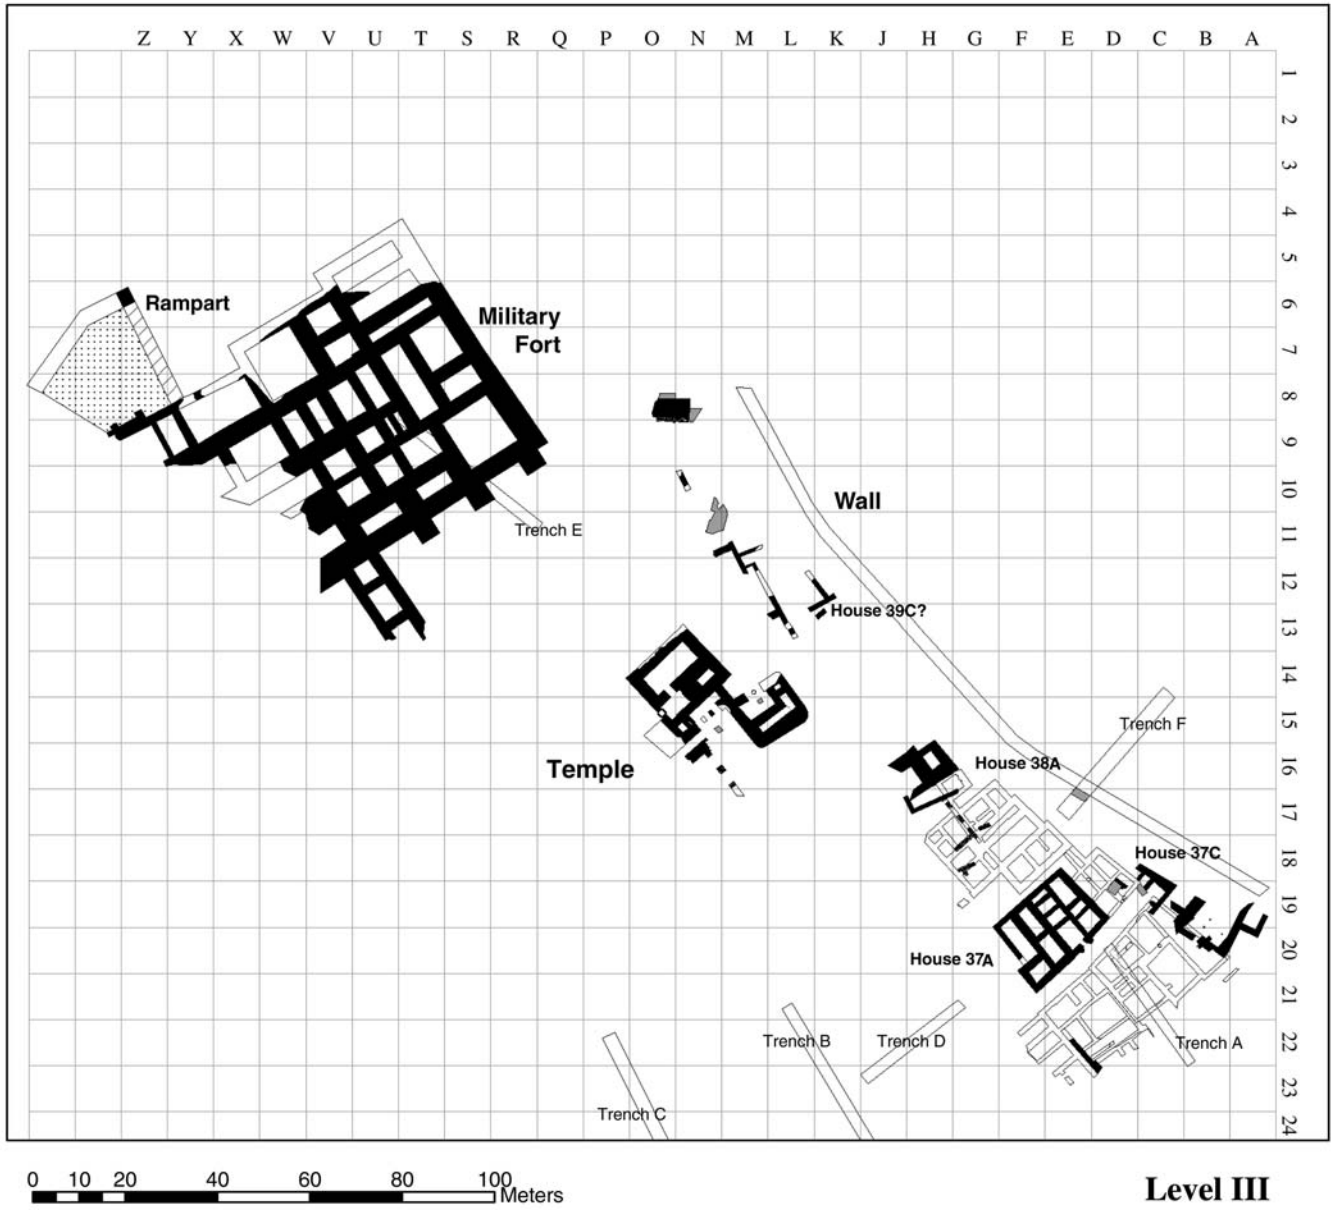 Z Y X W V U T S R Q P O N M L K J H G F E D C B A
1
2
3
4
5
6
7
8
9
10
11
12
13
14
15
16
17
18
19
20
21
22
23
24
Rampart
Military
Fort
Wall
Trench E
House 39C?
Trench F
Temple
House 38A
House 37C
House 37A
Trench B
Trench D
Trench A
Trench C
0 10 20 40 60 80 100
Meters
Level III